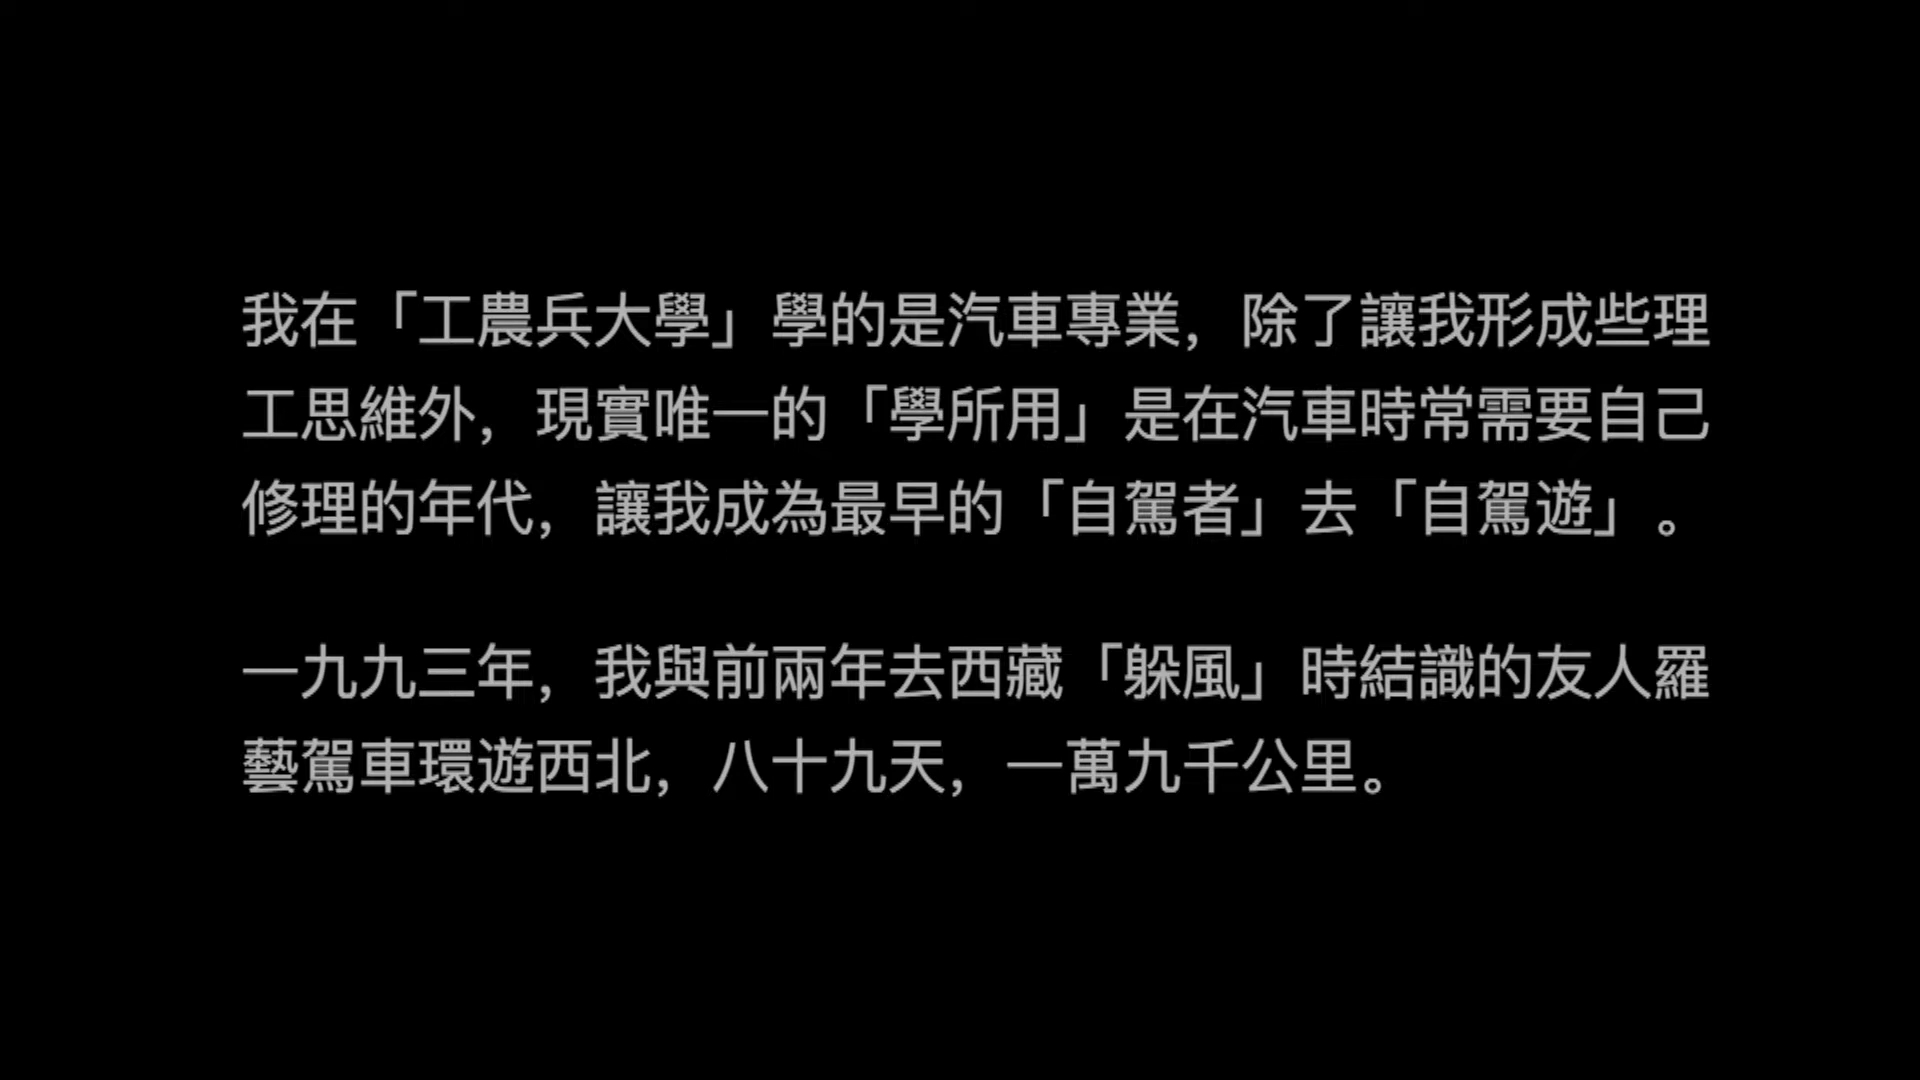 我在「工農兵大學」學的是汽車專業，除了讓我形成些理
工思維外，現實唯一的「學所用」是在汽車時常需要自己
修理的年代，讓我成為最早的「自駕者」去「自駕遊」。
一九九三年，我與前兩年去西藏「躲風」時結識的友人羅
藝駕車環遊西北，八十九天，一萬九千公里。